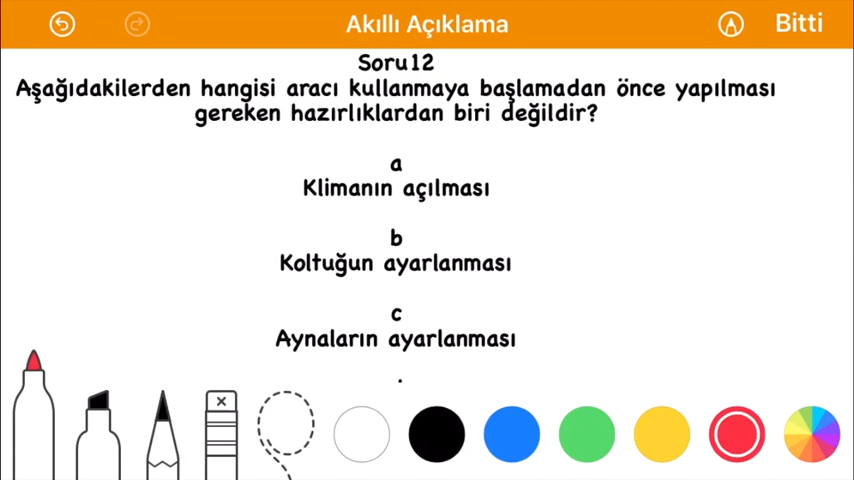 Akıllı Açıklama
Bitti
Soru12
Aşağıdakilerden hangisi aracı kullanmaya başlamadan önce yapılması
gereken hazırlıklardan biri değildir?
a
Klimanın açılması
b
Koltuğun ayarlanması
c
Aynaların ayarlanması